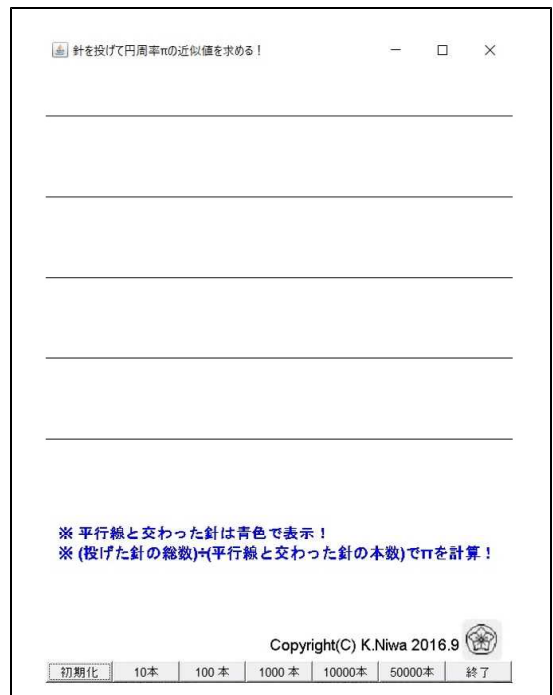 針を投げて円周率πの近似値を求める!
※ 平行線と交わった針は青色で表示!
※ (投げた針の総数)÷(平行線と交わった針の本数)でπを計算!
Copyright(C) K.Niwa 2016.9
初期化 10本 100 本 1000 本 10000本 50000本 終了